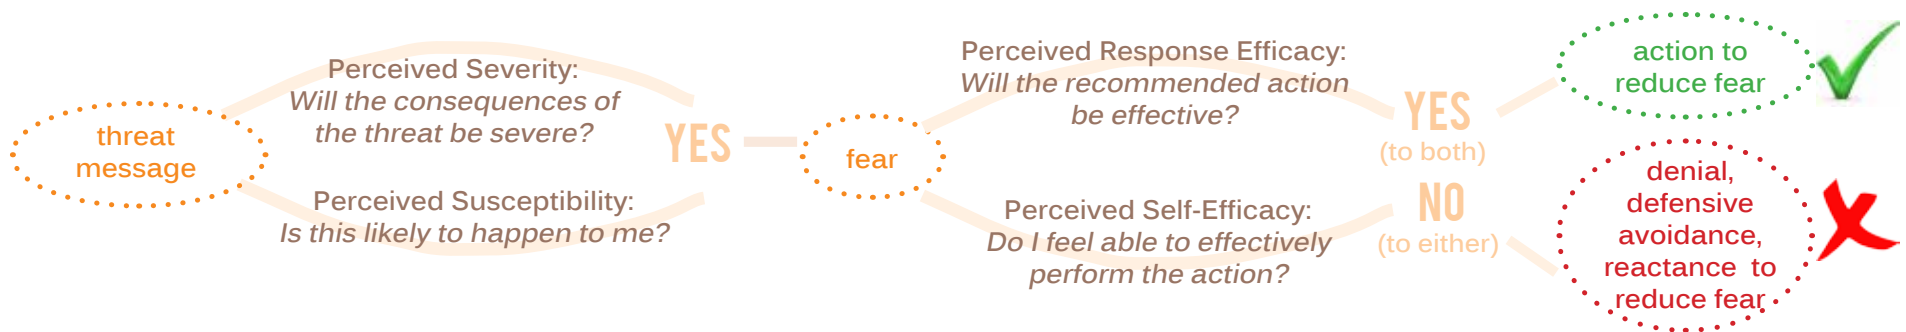 threat
message
Perceived Severity:
Will the consequences of
the threat be severe?
Perceived Susceptibility:
Is this likely to happen to me?
YES
fear
Perceived Response Efficacy:
Will the recommended action
be effective?
Perceived Self-Efficacy:
Do I feel able to effectively
perform the action?
YES
(to both)
NO
(to either)
action to
reduce fear
denial,
defensive
avoidance,
reactance to
reduce fear